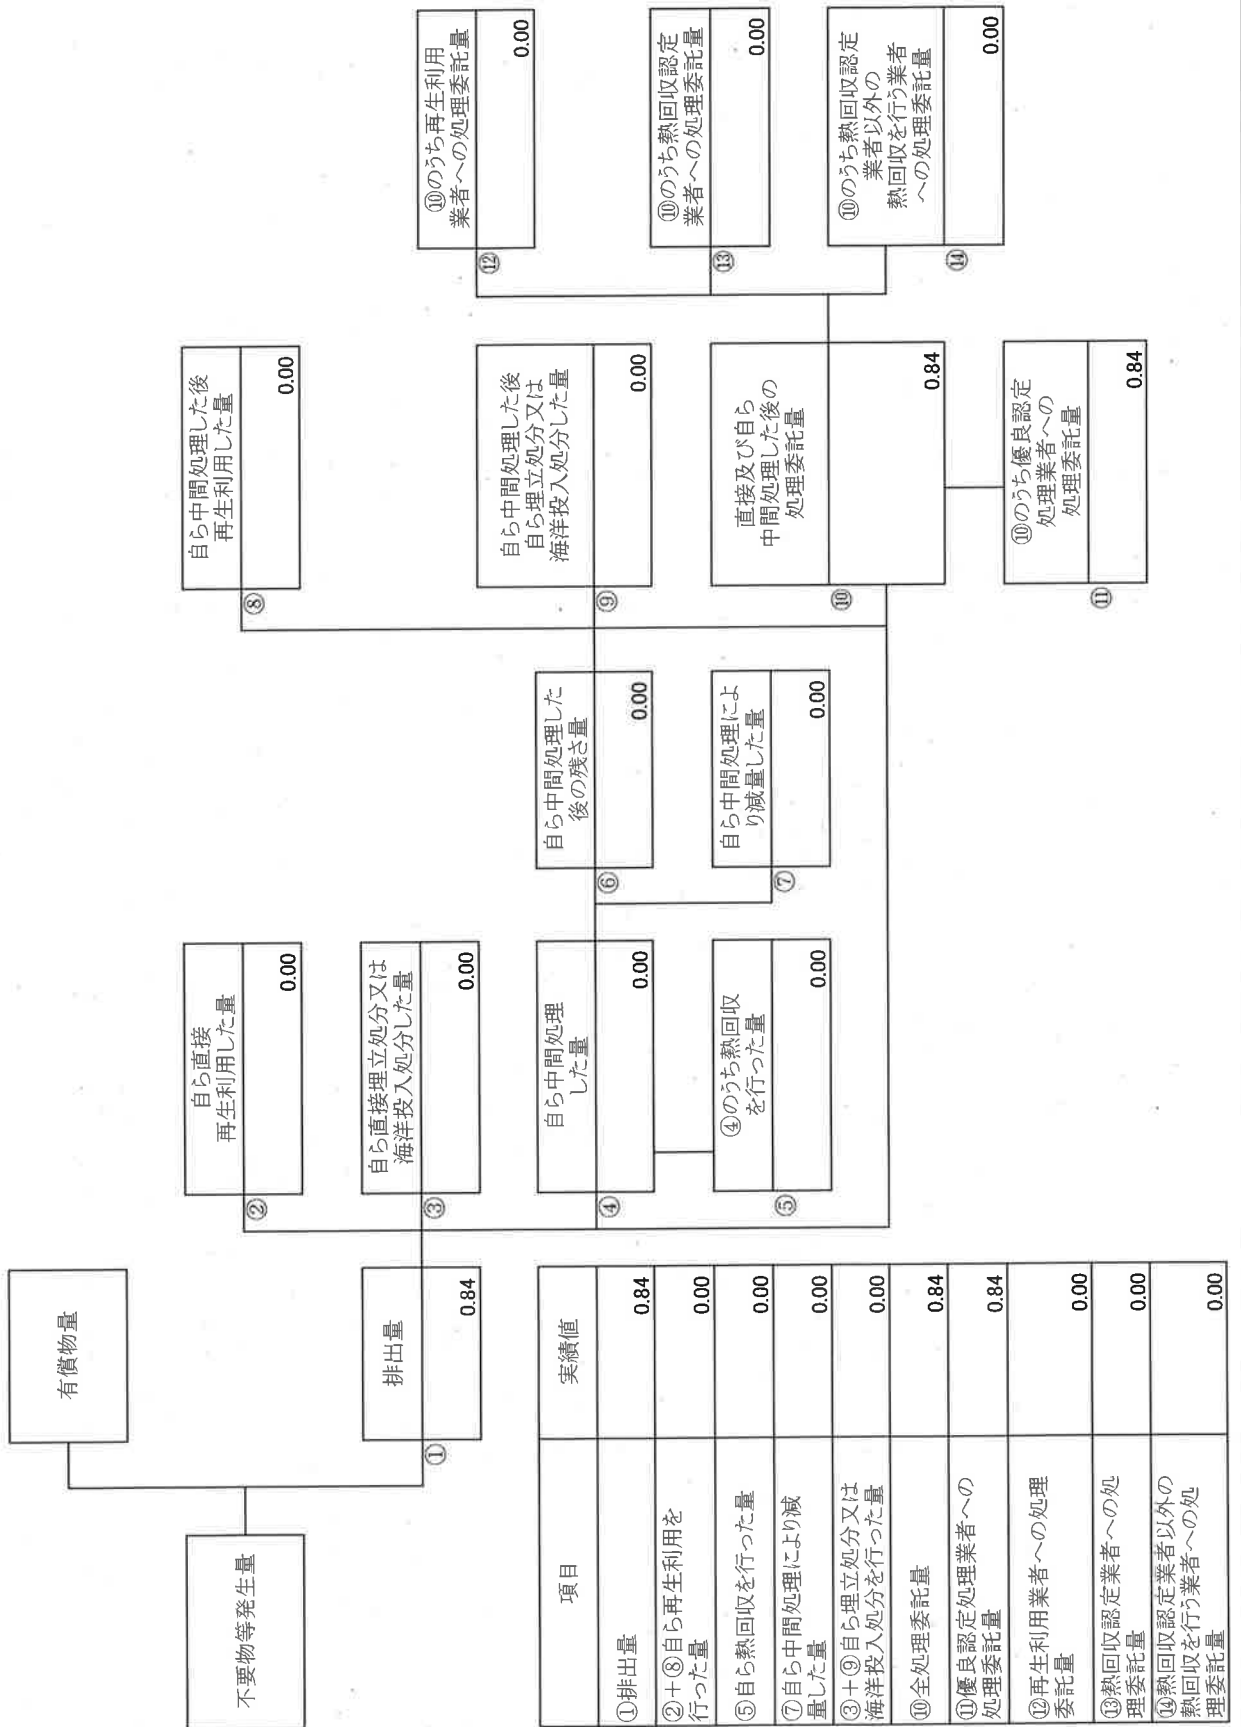 有償物量
不要物等発生量
排出量
①
0.84
自ら直接
再生利用した量
②
0.00
自ら直接埋立処分又は
海洋投入処分した量
③
0.00
自ら中間処理
した量
④
0.00
④のうち熱回収
を行った量
⑤
0.00
自ら中間処理した
後の残さ量
⑥
0.00
自ら中間処理によ
り減量した量
⑦
0.00
自ら中間処理した後
再生利用した量
⑧
0.00
自ら中間処理した後
自ら埋立処分又は
海洋投入処分した量
⑨
0.00
直接及び自ら
中間処理した後の
処理委託量
⑩
0.84
⑩のうち優良認定
処理業者への
処理委託量
⑪
0.84
⑩のうち再生利用
業者への処理委託量
⑫
0.00
⑩のうち熱回収認定
業者への処理委託量
⑬
0.00
⑩のうち熱回収認定
業者以外の
熱回収を行う業者
への処理委託量
⑭
0.00
項目 実績値
①排出量 0.84
②+⑧自ら再生利用を
行った量 0.00
⑤自ら熱回収を行った量 0.00
⑦自ら中間処理により減
量した量 0.00
③+⑨自ら埋立処分又は
海洋投入処分を行った量 0.00
⑩全処理委託量 0.84
⑪優良認定処理業者への
処理委託量 0.84
⑫再生利用業者への処理
委託量 0.00
⑬熱回収認定業者への処
理委託量 0.00
⑭熱回収認定業者以外の
熱回収を行う業者への処
理委託量 0.00